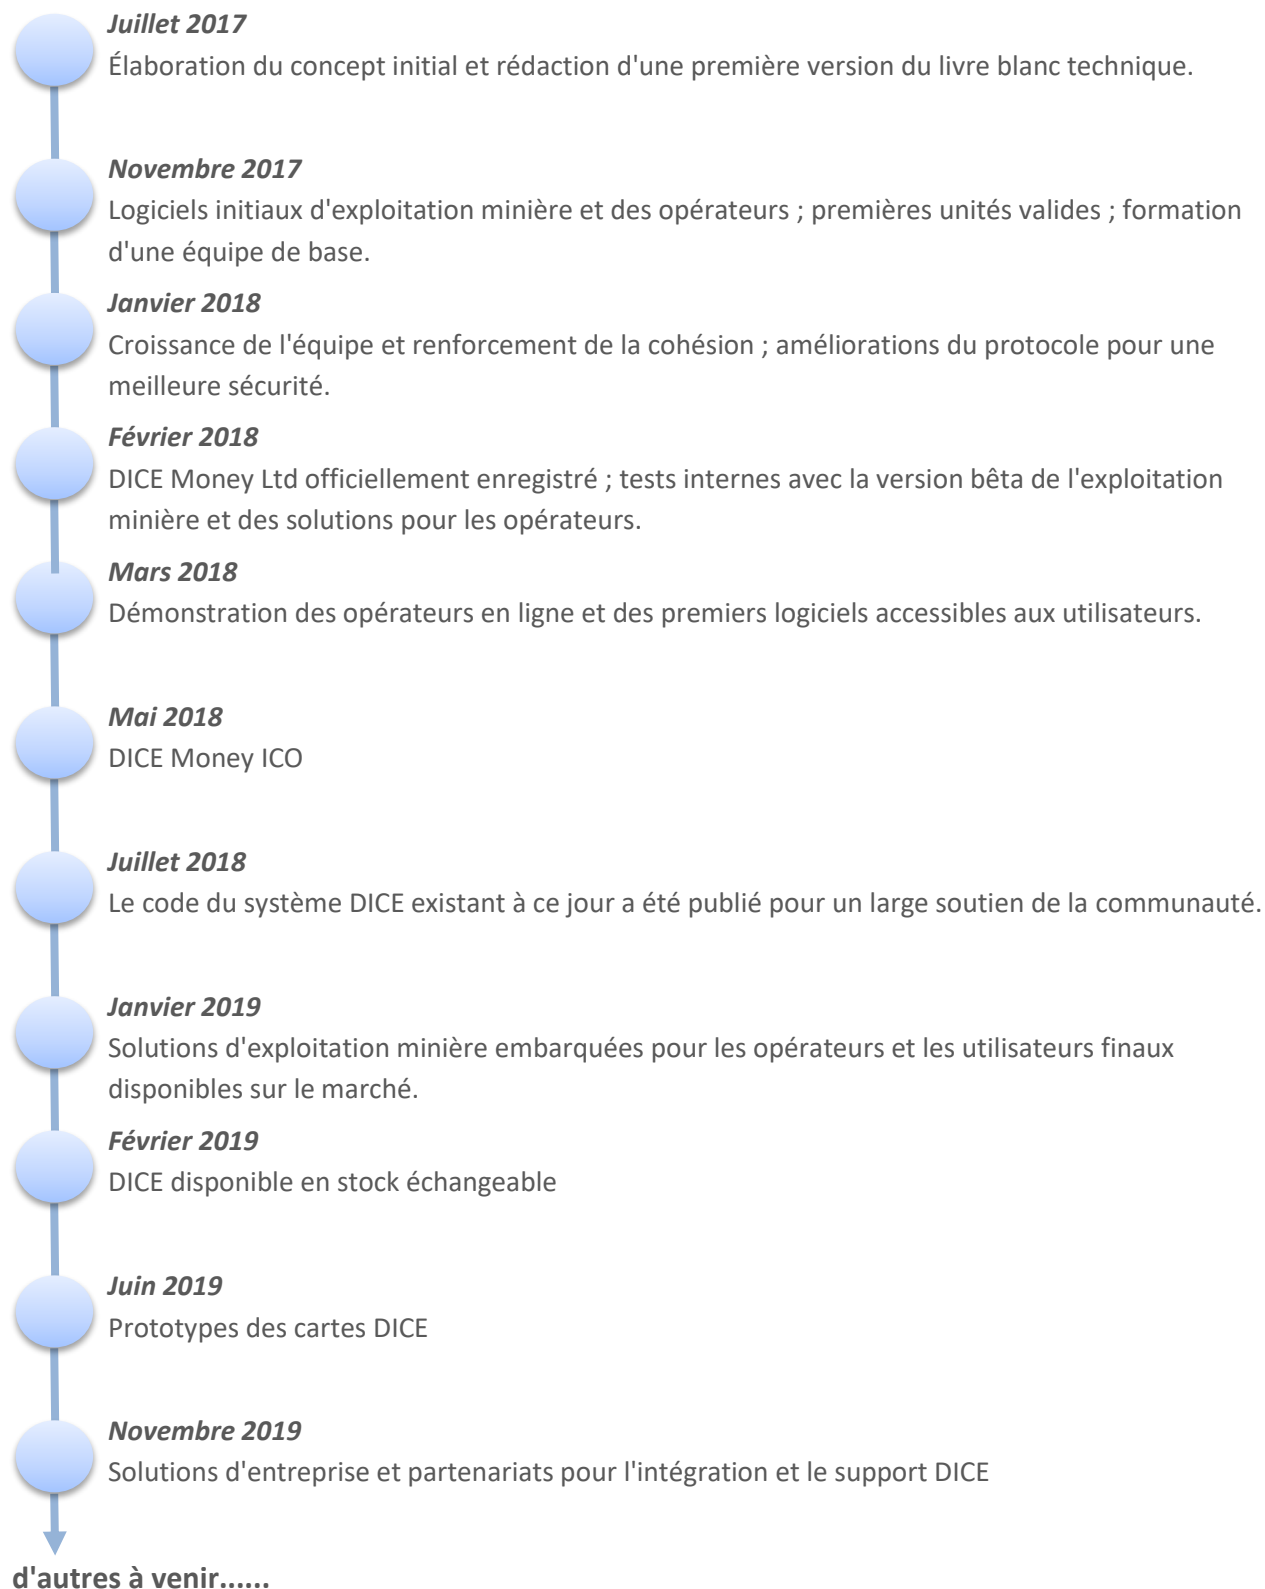 Juillet 2017
Élaboration du concept initial et rédaction d'une première version du livre blanc technique.
Novembre 2017
Logiciels initiaux d'exploitation minière et des opérateurs ; premières unités valides ; formation
d'une équipe de base.
Janvier 2018
Croissance de l'équipe et renforcement de la cohésion ; améliorations du protocole pour une
meilleure sécurité.
Février 2018
DICE Money Ltd officiellement enregistré ; tests internes avec la version bêta de l'exploitation
minière et des solutions pour les opérateurs.
Mars 2018
Démonstration des opérateurs en ligne et des premiers logiciels accessibles aux utilisateurs.
Mai 2018
DICE Money ICO
Juillet 2018
Le code du système DICE existant à ce jour a été publié pour un large soutien de la communauté.
Janvier 2019
Solutions d'exploitation minière embarquées pour les opérateurs et les utilisateurs finaux
disponibles sur le marché.
Février 2019
DICE disponible en stock échangeable
Juin 2019
Prototypes des cartes DICE
Novembre 2019
Solutions d'entreprise et partenariats pour l'intégration et le support DICE
d'autres à venir......